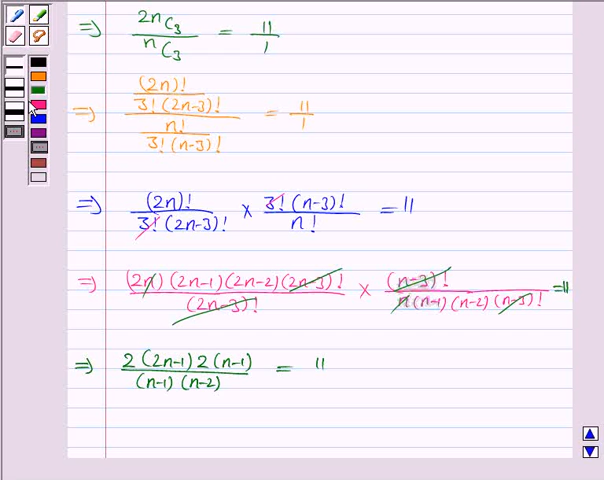 ⇒ 2nC3 / nC3 = 11/1
⇒ ((2n)! / 3!(2n-3)!) / (n! / 3!(n-3)!) = 11/1
⇒ (2n)! / 3!(2n-3)! × 3!(n-3)! / n! = 11
⇒ (2n)(2n-1)(2n-2)(2n-3)! / (2n-3)! × (n-3)! / n(n-1)(n-2)(n-3)! = 11
⇒ 2(2n-1)2(n-1) / (n-1)(n-2) = 11